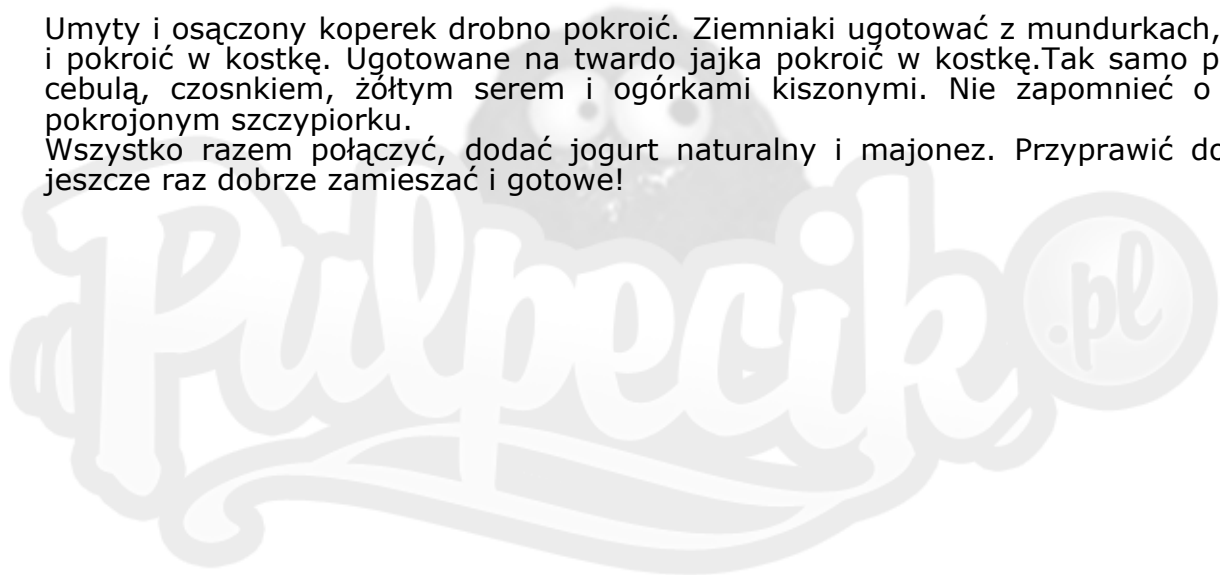 Umyty i osączony koperek drobno pokroić. Ziemniaki ugotować z mundurkach,
i pokroić w kostkę. Ugotowane na twardo jajka pokroić w kostkę.Tak samo p
cebulą, czosnkiem, żółtym serem i ogórkami kiszonymi. Nie zapomnieć o
pokrojonym szczypiorku.
Wszystko razem połączyć, dodać jogurt naturalny i majonez. Przyprawić do
jeszcze raz dobrze zamieszać i gotowe!
Pulpecik.pl